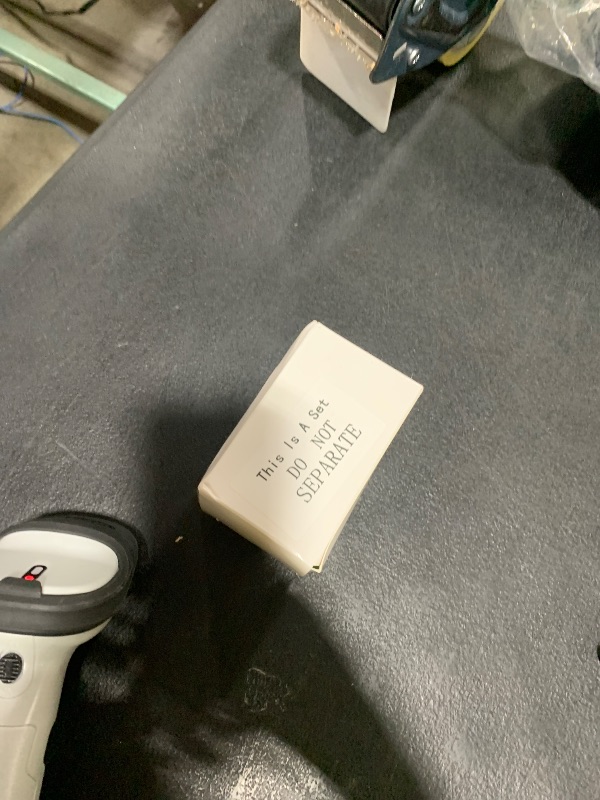 This Is A Set
DO NOT
SEPARATE